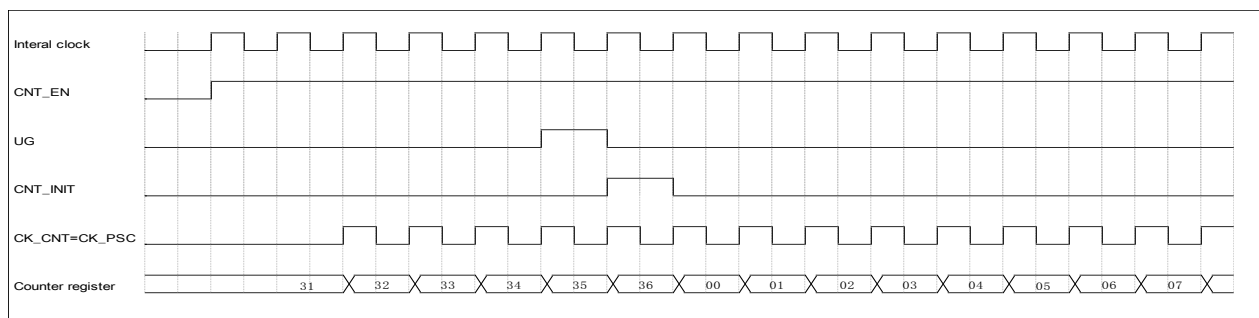 Interal clock
CNT_EN
UG
CNT_INIT
CK_CNT=CK_PSC
Counter register 31 32 33 34 35 36 00 01 02 03 04 05 06 07